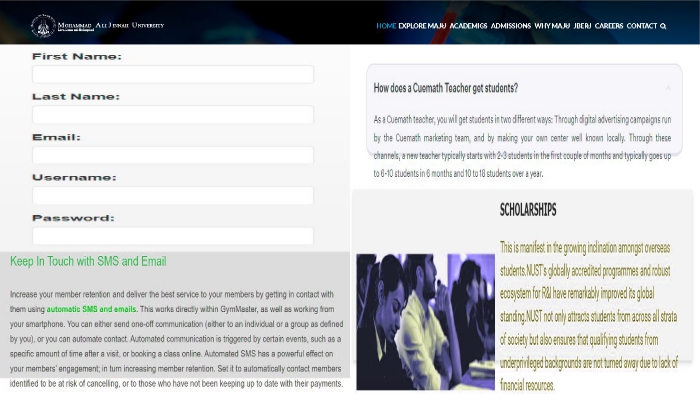 MOHAMMAD ALI JINNAH UNIVERSITY
HOME EXPLORE MAJU ACADEMICS ADMISSIONS WHY MAJU JBERJ CAREERS CONTACT
First Name:
Last Name:
Email:
Username:
Password:
Keep In Touch with SMS and Email
Increase your member retention and deliver the best service to your members by getting in contact with
them using automatic SMS and emails. This works directly within GymMaster, as well as working from
your smartphone. You can either send one-off communication (either to an individual or a group as defined
by you), or you can automate contact. Automated communication is triggered by certain events, such as a
specific amount of time after a visit, or booking a class online. Automated SMS has a powerful effect on
your members' engagement; in turn increasing member retention. Set it to automatically contact members
identified to be at risk of cancelling, or to those who have not been keeping up to date with their payments.
How does a Cuemath Teacher get students?
As a Cuemath teacher, you will get students in two different ways: Through digital advertising campaigns run
by the Cuemath marketing team, and by making your own center well known locally. Through these
channels, a new teacher typically starts with 2-3 students in the first couple of months and typically goes up
to 6-10 students in 6 months and 10 to 18 students over a year.
SCHOLARSHIPS
This is manifest in the growing inclination amongst overseas
students.NUST's globally accredited programmes and robust
ecosystem for R&I have remarkably improved its global
standing.NUST not only attracts students from across all strata
of society but also ensures that qualifying students from
underprivileged backgrounds are not turned away due to lack of
financial resources.